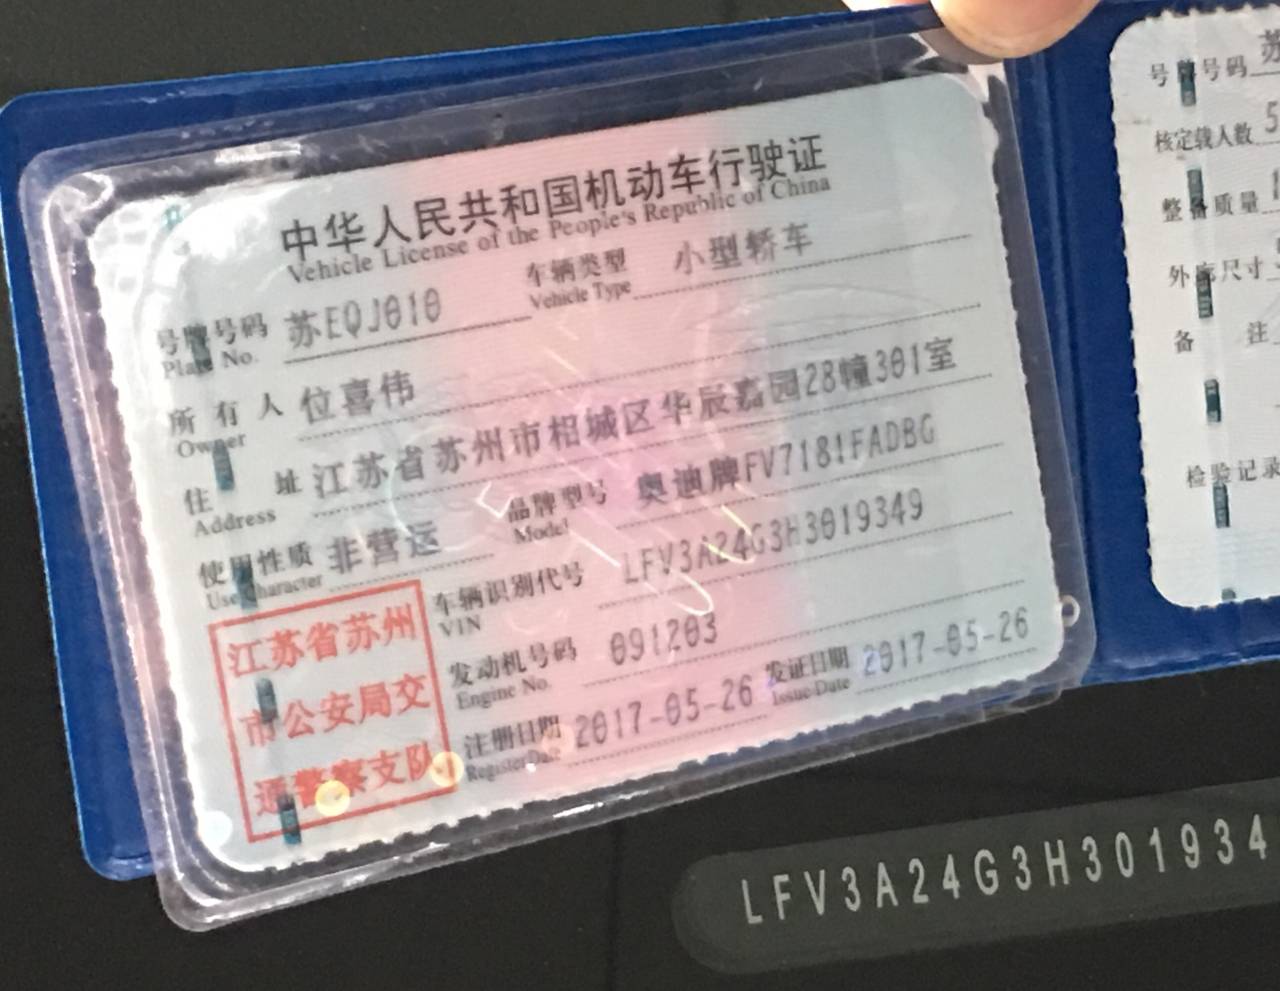 中华人民共和国机动车行驶证
Vehicle License of the People's Republic of China
号牌号码 苏EQJ010 车辆类型 小型轿车
Plate No. Vehicle Type
所有人 位喜伟
Owner
住址 江苏省苏州市相城区华辰嘉园28幢301室
Address
使用性质 非营运 品牌型号 奥迪牌FV7181FADBG
Use Character Model
车辆识别代号 LFV3A24G3H3019349
VIN
发动机号码 091203
Engine No.
注册日期 2017-05-26 发证日期 2017-05-26
Register Date Issue Date
江苏省苏州
市公安局交
通警察支队
号牌号码 苏
核定载人数 5
整备质量
外廓尺寸
备注
检验记录
LFV3A24G3H301934